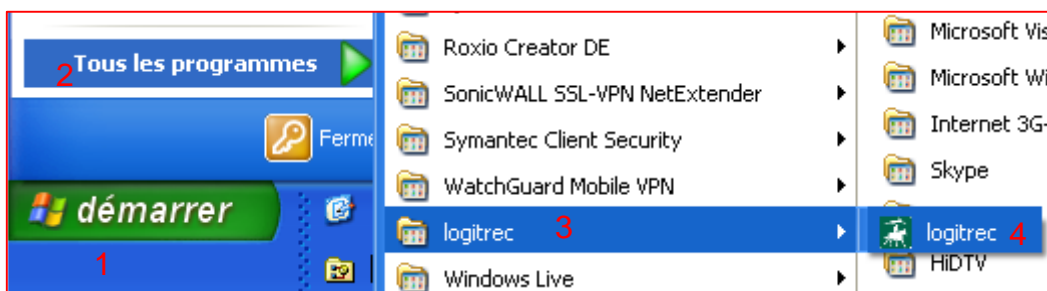 2 Tous les programmes
Ferme
démarrer
1
Roxio Creator DE
SonicWALL SSL-VPN NetExtender
Symantec Client Security
WatchGuard Mobile VPN
logitrec 3
Windows Live
Microsoft Vis
Microsoft Wi
Internet 3G-
Skype
logitrec 4
HiDTV